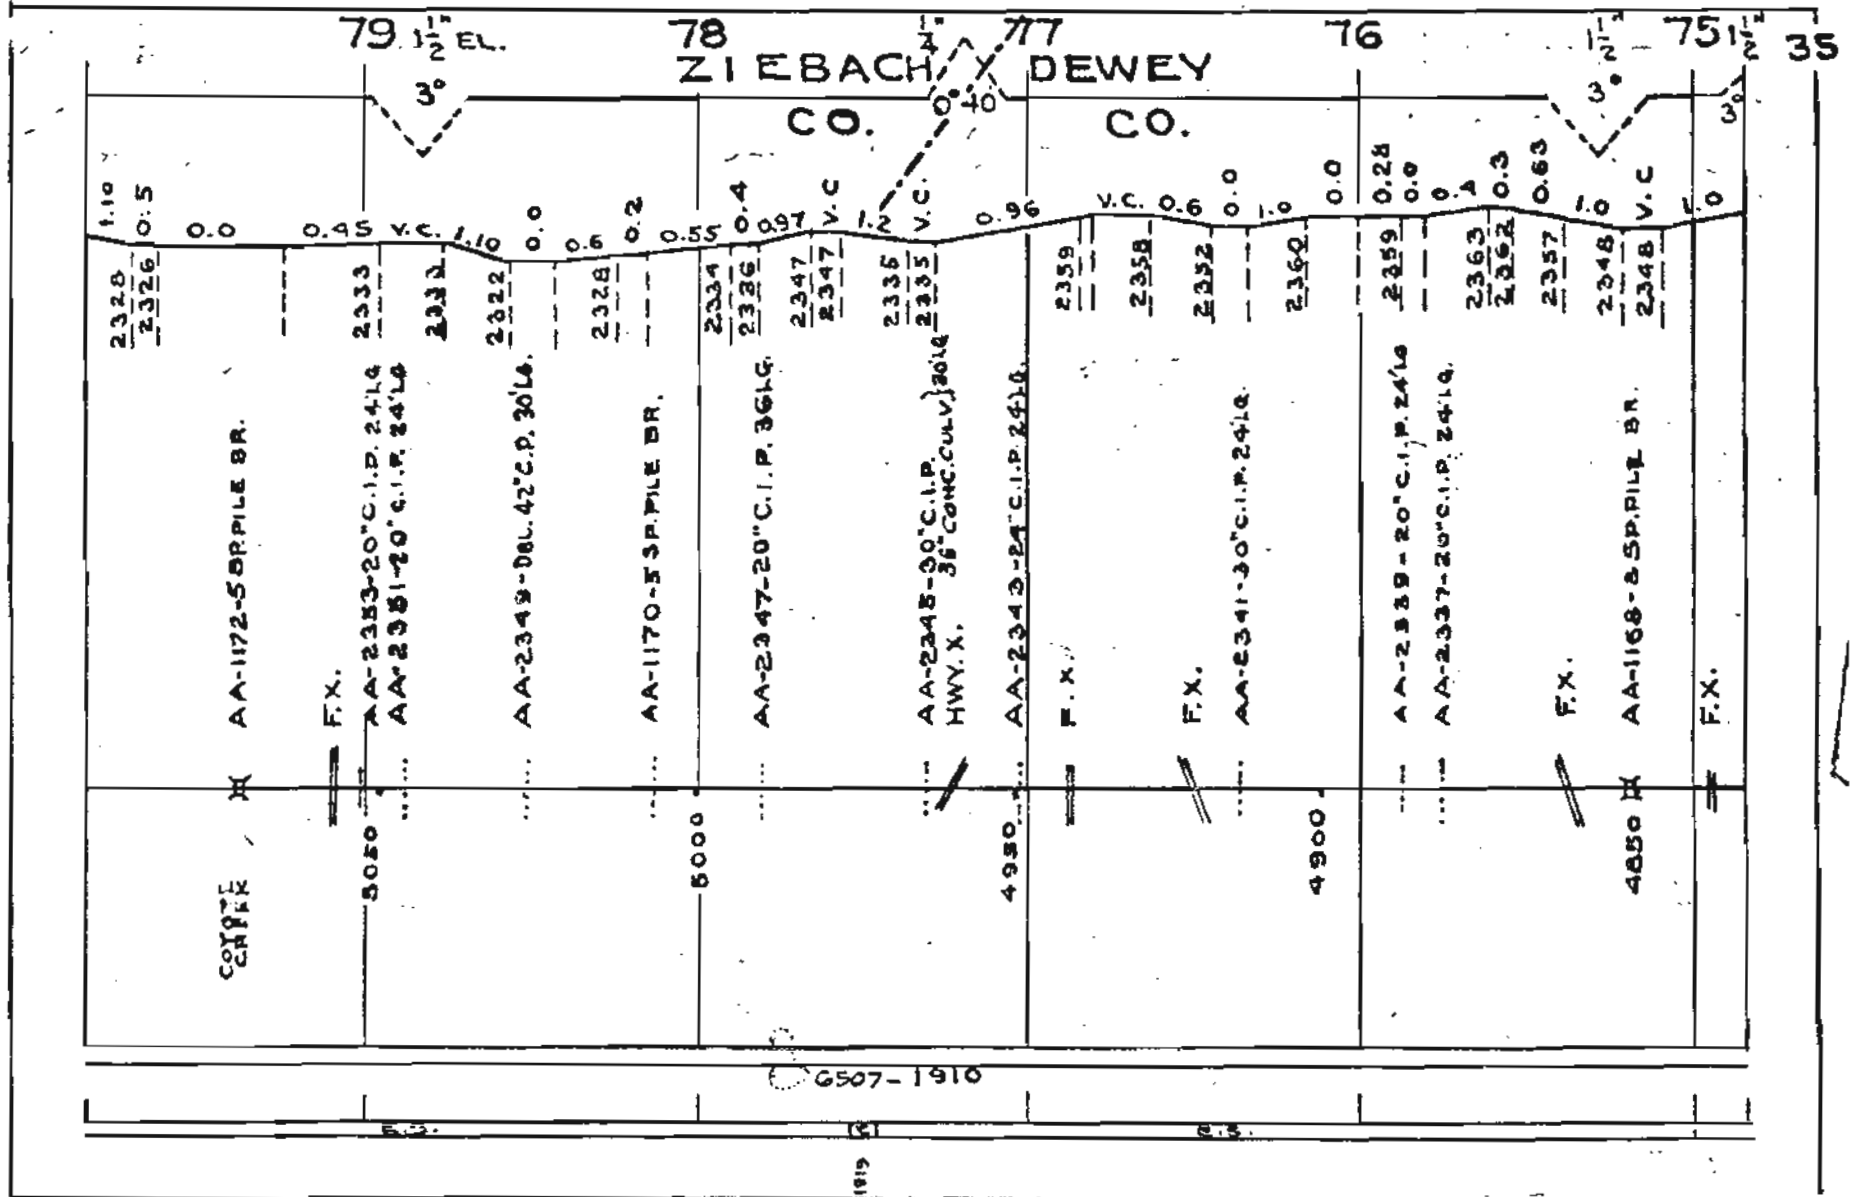 79 1½" EL. 78 ¼" 77 76 1½" 75 1½" 35
ZIEBACH DEWEY
CO. CO.
3° 0°40' 3° 3°
1.10 0.5 0.0 0.45 V.C. 1.10 0.0 0.6 0.2 0.55 0.4 0.97 V.C 1.2 V.C. 0.96 V.C. 0.6 0.0 1.0 0.0 0.28 0.0 0.3 0.63 1.0 V.C 1.0
2328 2326 2333 2333 2322 2328 2334 2336 2347 2347 2335 2335 2359 2358 2352 2360 2359 2363 2362 2357 2348 2348
AA-1172-5 SP. PILE BR.
F.X.
AA-2353-20" C.I.P. 24'LG
AA-2351-20" C.I.P. 24'LG
AA-2349-DBL. 42" C.P. 30'LG.
AA-1170-5 SP. PILE BR.
AA-2347-20" C.I.P. 36'LG.
AA-2345-30" C.I.P.
HWY. X. 36" CONC. CULV} 30'LG
AA-2343-24" C.I.P. 24'LG.
F.X.
F.X.
AA-2341-30" C.I.P. 24'LG.
AA-2339-20" C.I.P. 24'LG
AA-2337-20" C.I.P. 24'LG.
F.X.
AA-1168-8 SP. PILE BR.
F.X.
5050 5000 4950 4900 4850
COYOTE
CREEK
6507-1910
1919